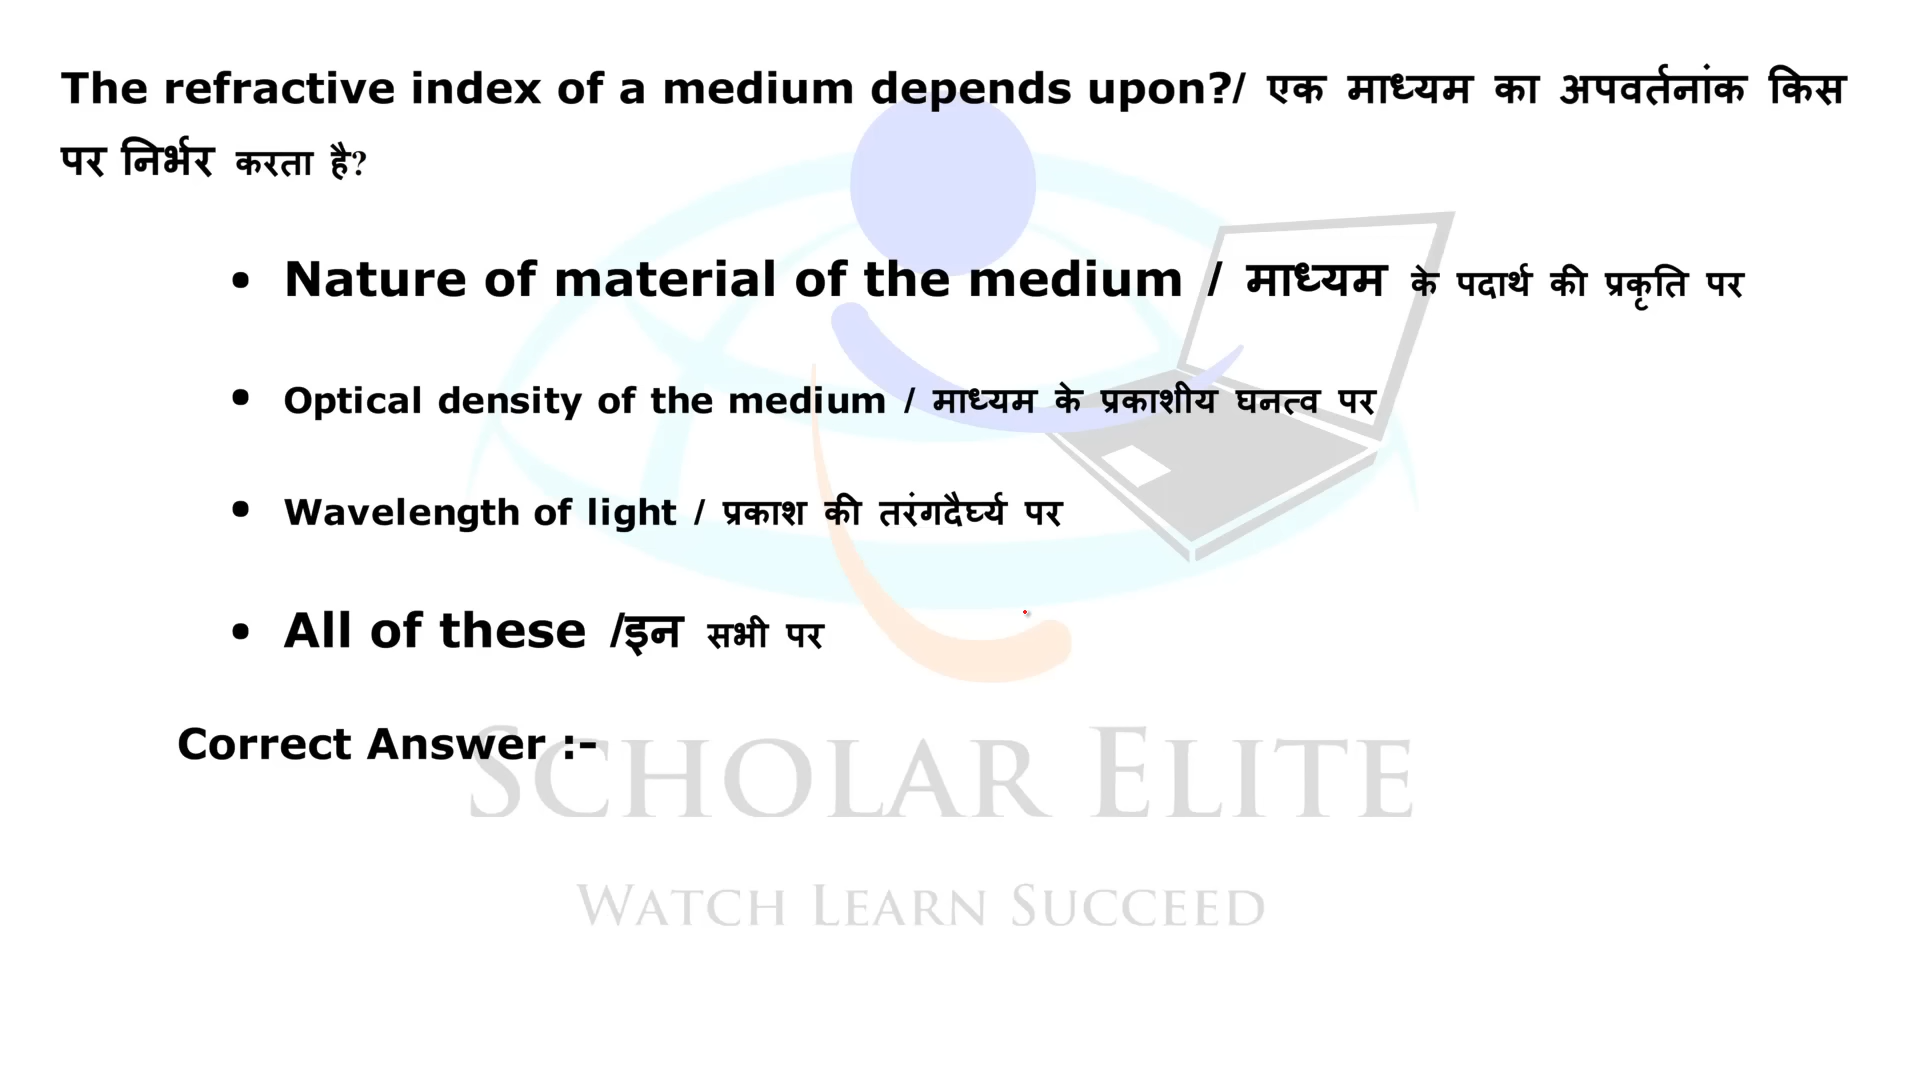 The refractive index of a medium depends upon?/ एक माध्यम का अपवर्तनांक किस
पर निर्भर करता है?
• Nature of material of the medium / माध्यम के पदार्थ की प्रकृति पर
• Optical density of the medium / माध्यम के प्रकाशीय घनत्व पर
• Wavelength of light / प्रकाश की तरंगदैर्घ्य पर
• All of these /इन सभी पर
Correct Answer :-
SCHOLAR ELITE
WATCH LEARN SUCCEED